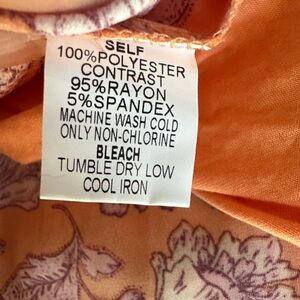 SELF
100%POLYESTER
CONTRAST
95%RAYON
5%SPANDEX
MACHINE WASH COLD
ONLY NON-CHLORINE
BLEACH
TUMBLE DRY LOW
COOL IRON